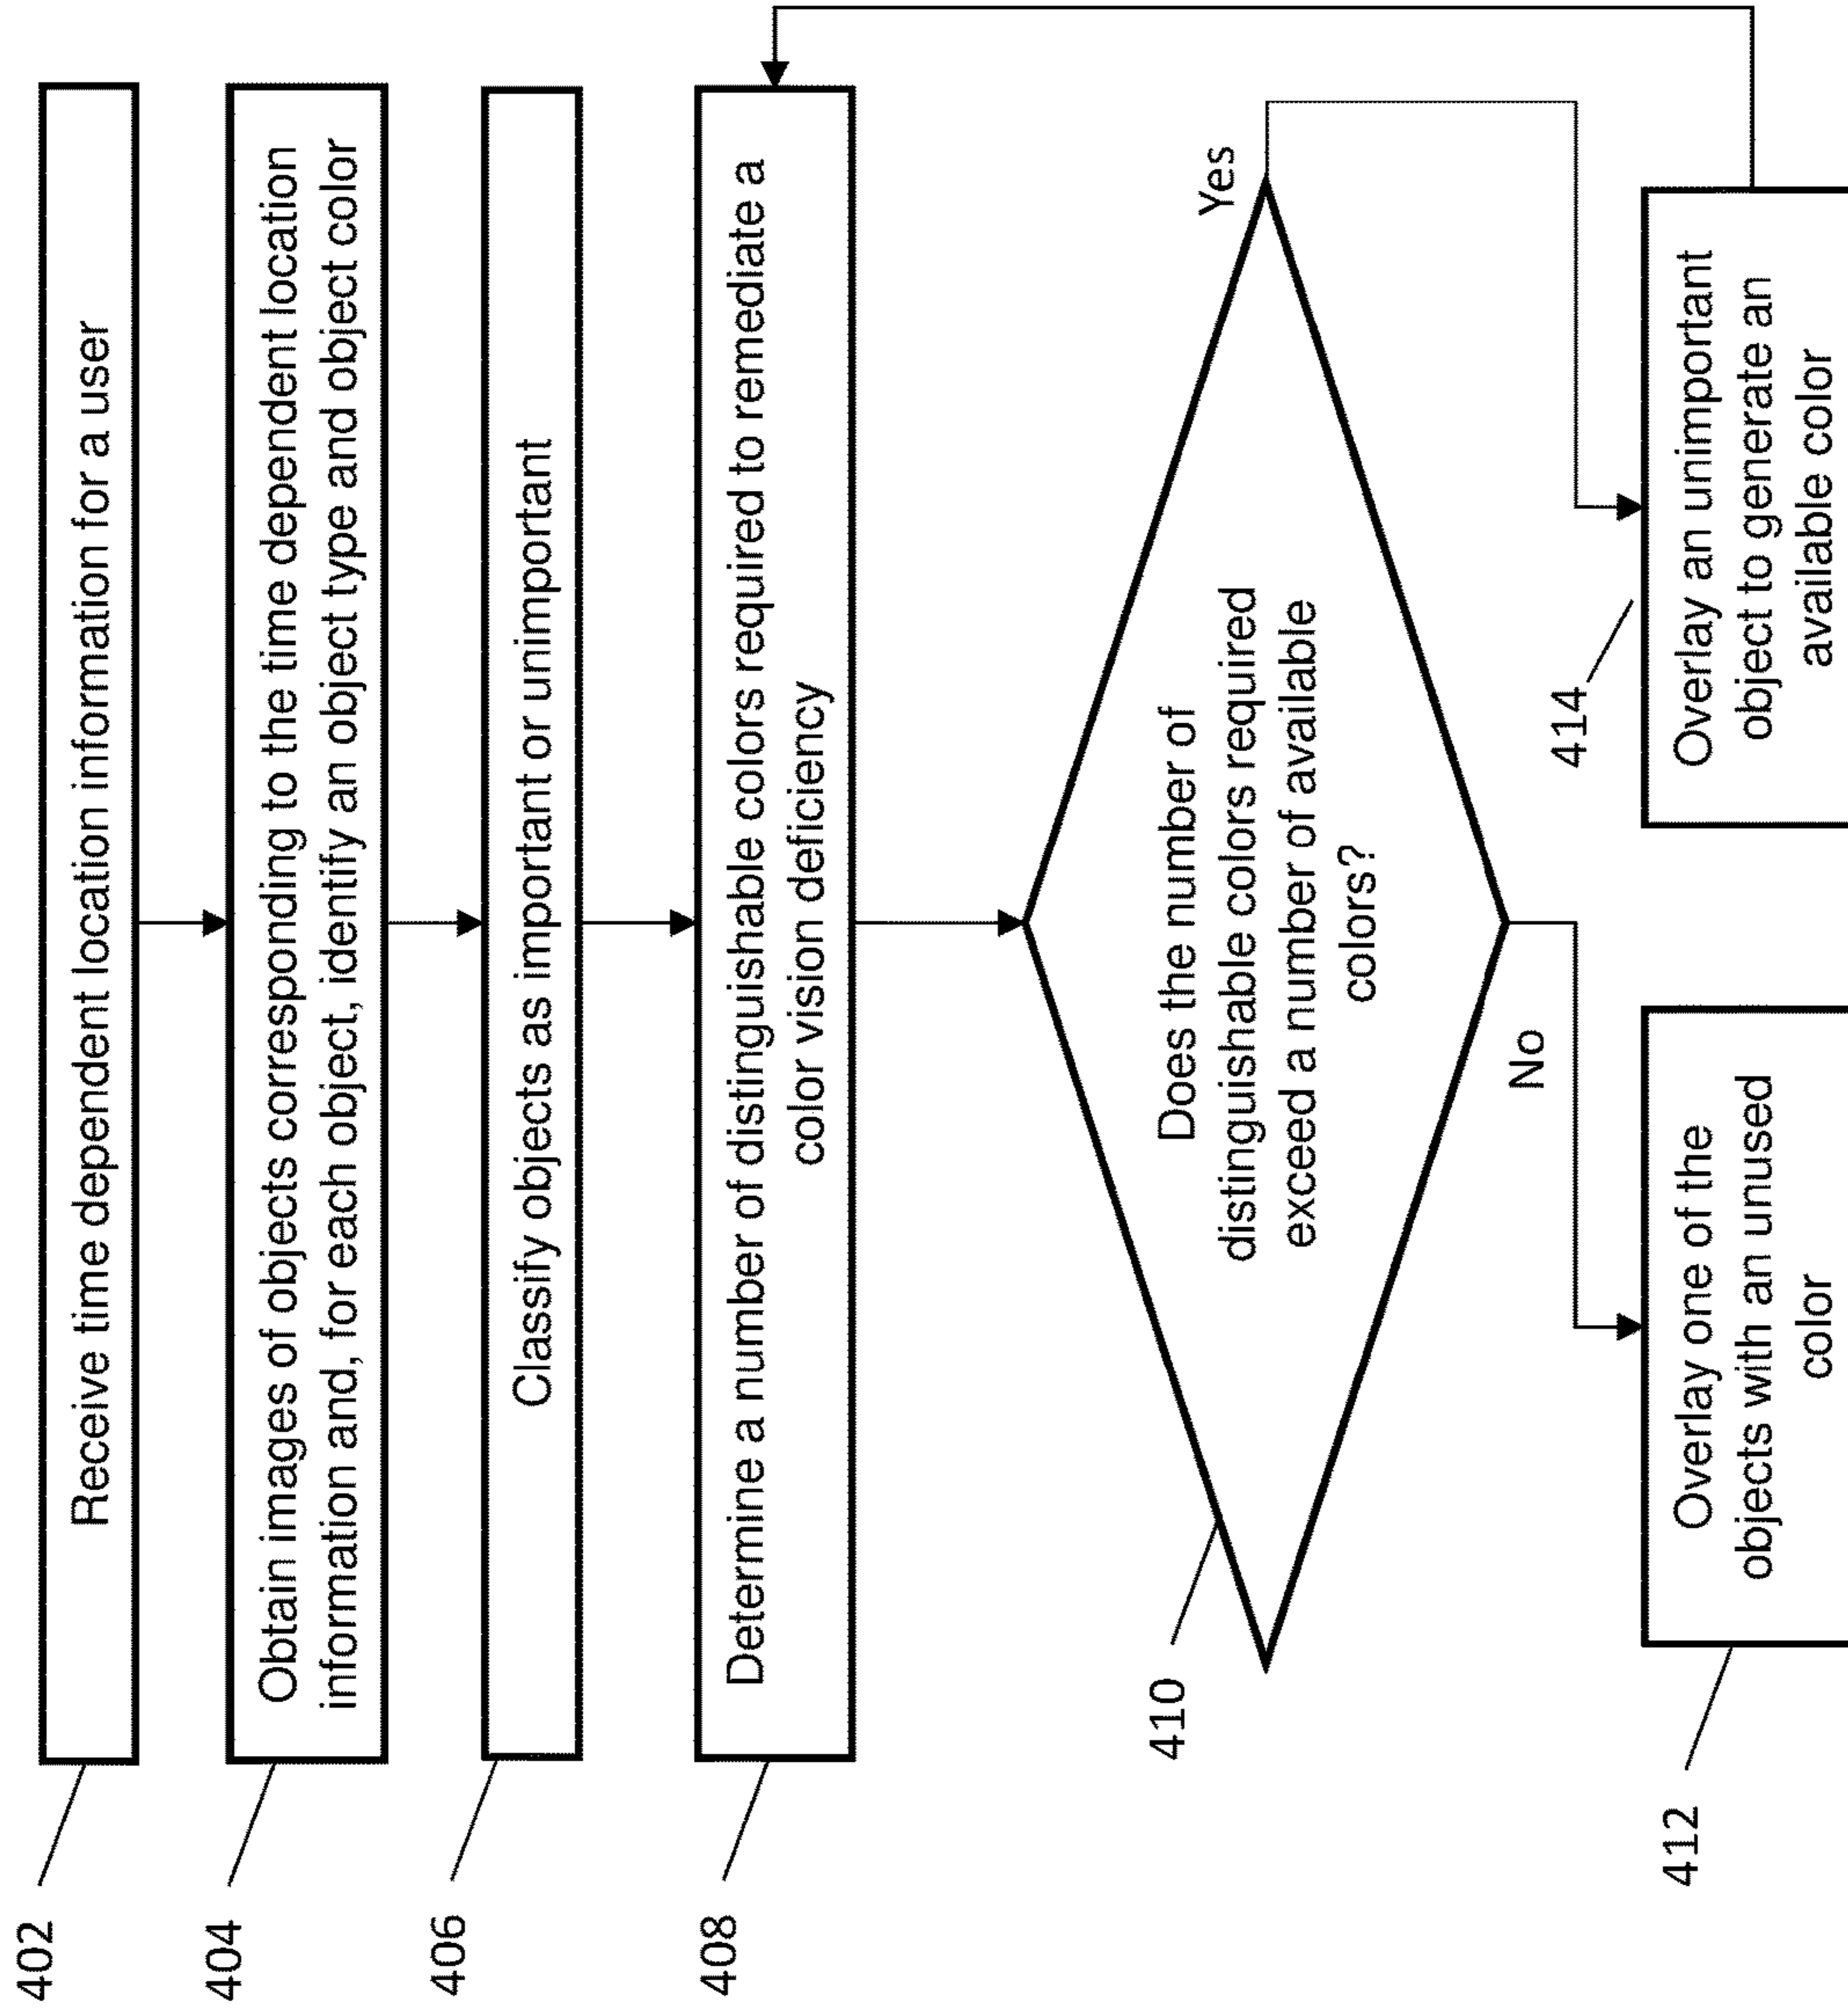 402
Receive time dependent location information for a user
404
Obtain images of objects corresponding to the time dependent location
information and, for each object, identify an object type and object color
406
Classify objects as important or unimportant
408
Determine a number of distinguishable colors required to remediate a
color vision deficiency
410
Does the number of
distinguishable colors required
exceed a number of available
colors?
Yes
No
412
Overlay one of the
objects with an unused
color
414
Overlay an unimportant
object to generate an
available color